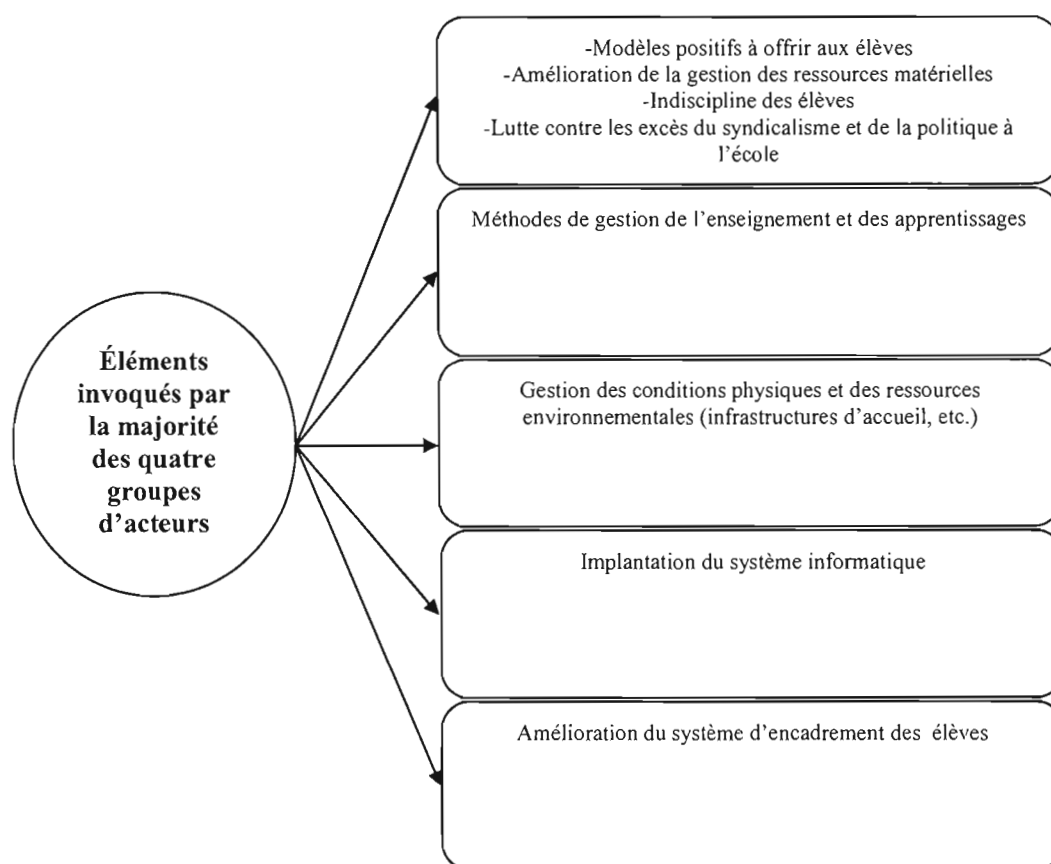 -Modèles positifs à offrir aux élèves
-Amélioration de la gestion des ressources matérielles
-Indiscipline des élèves
-Lutte contre les excès du syndicalisme et de la politique à
l'école
Méthodes de gestion de l'enseignement et des apprentissages
Éléments
invoqués par
la majorité
des quatre
groupes
d'acteurs
Gestion des conditions physiques et des ressources
environnementales (infrastructures d'accueil, etc.)
Implantation du système informatique
Amélioration du système d'encadrement des élèves